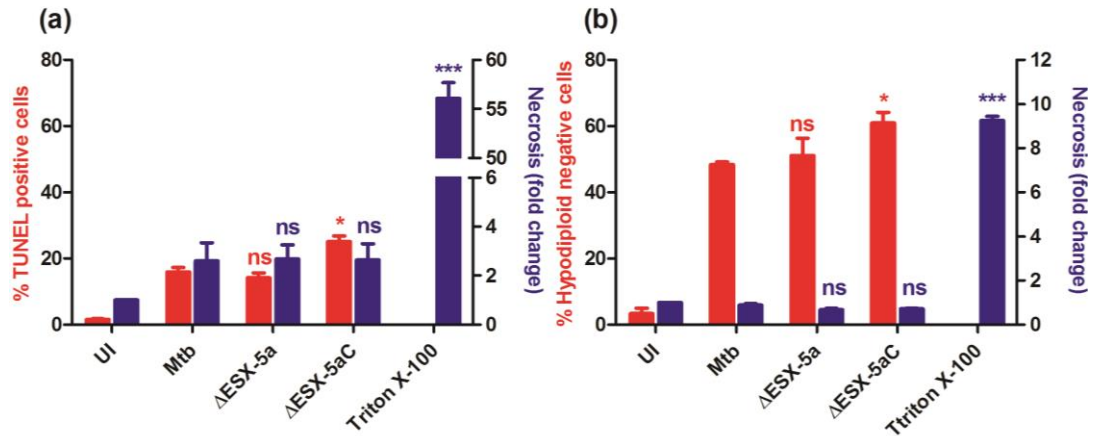 (a)
% TUNEL positive cells
80
60
40
20
0
***
ns
ns
*
ns
60
55
50
6
4
2
0
Necrosis (fold change)
UI
Mtb
ΔESX-5a
ΔESX-5aC
Triton X-100
(b)
% Hypodiploid negative cells
80
60
40
20
0
ns
*
***
ns
ns
12
10
8
6
4
2
0
Necrosis (fold change)
UI
Mtb
ΔESX-5a
ΔESX-5aC
Ttriton X-100